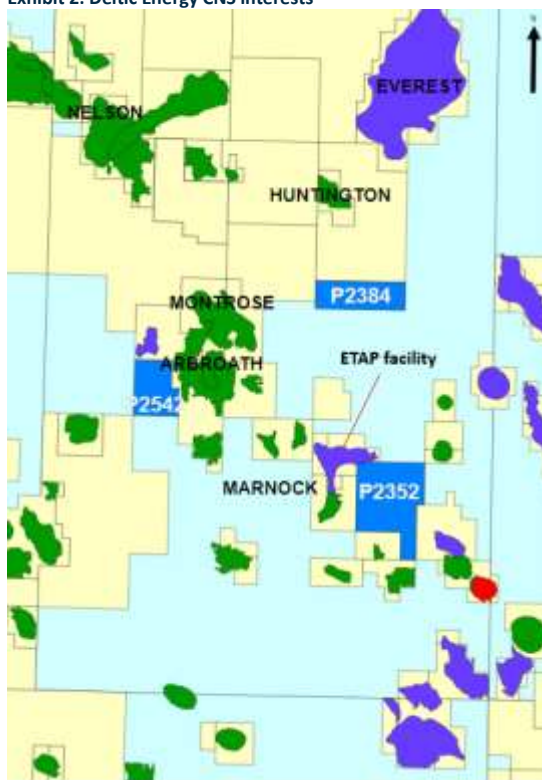 Exhibit 2: Deltic Energy CNS interests
EVEREST
NELSON
HUNTINGTON
P2384
MONTROSE
ARBROATH
ETAP facility
P2542
MARNOCK
P2352